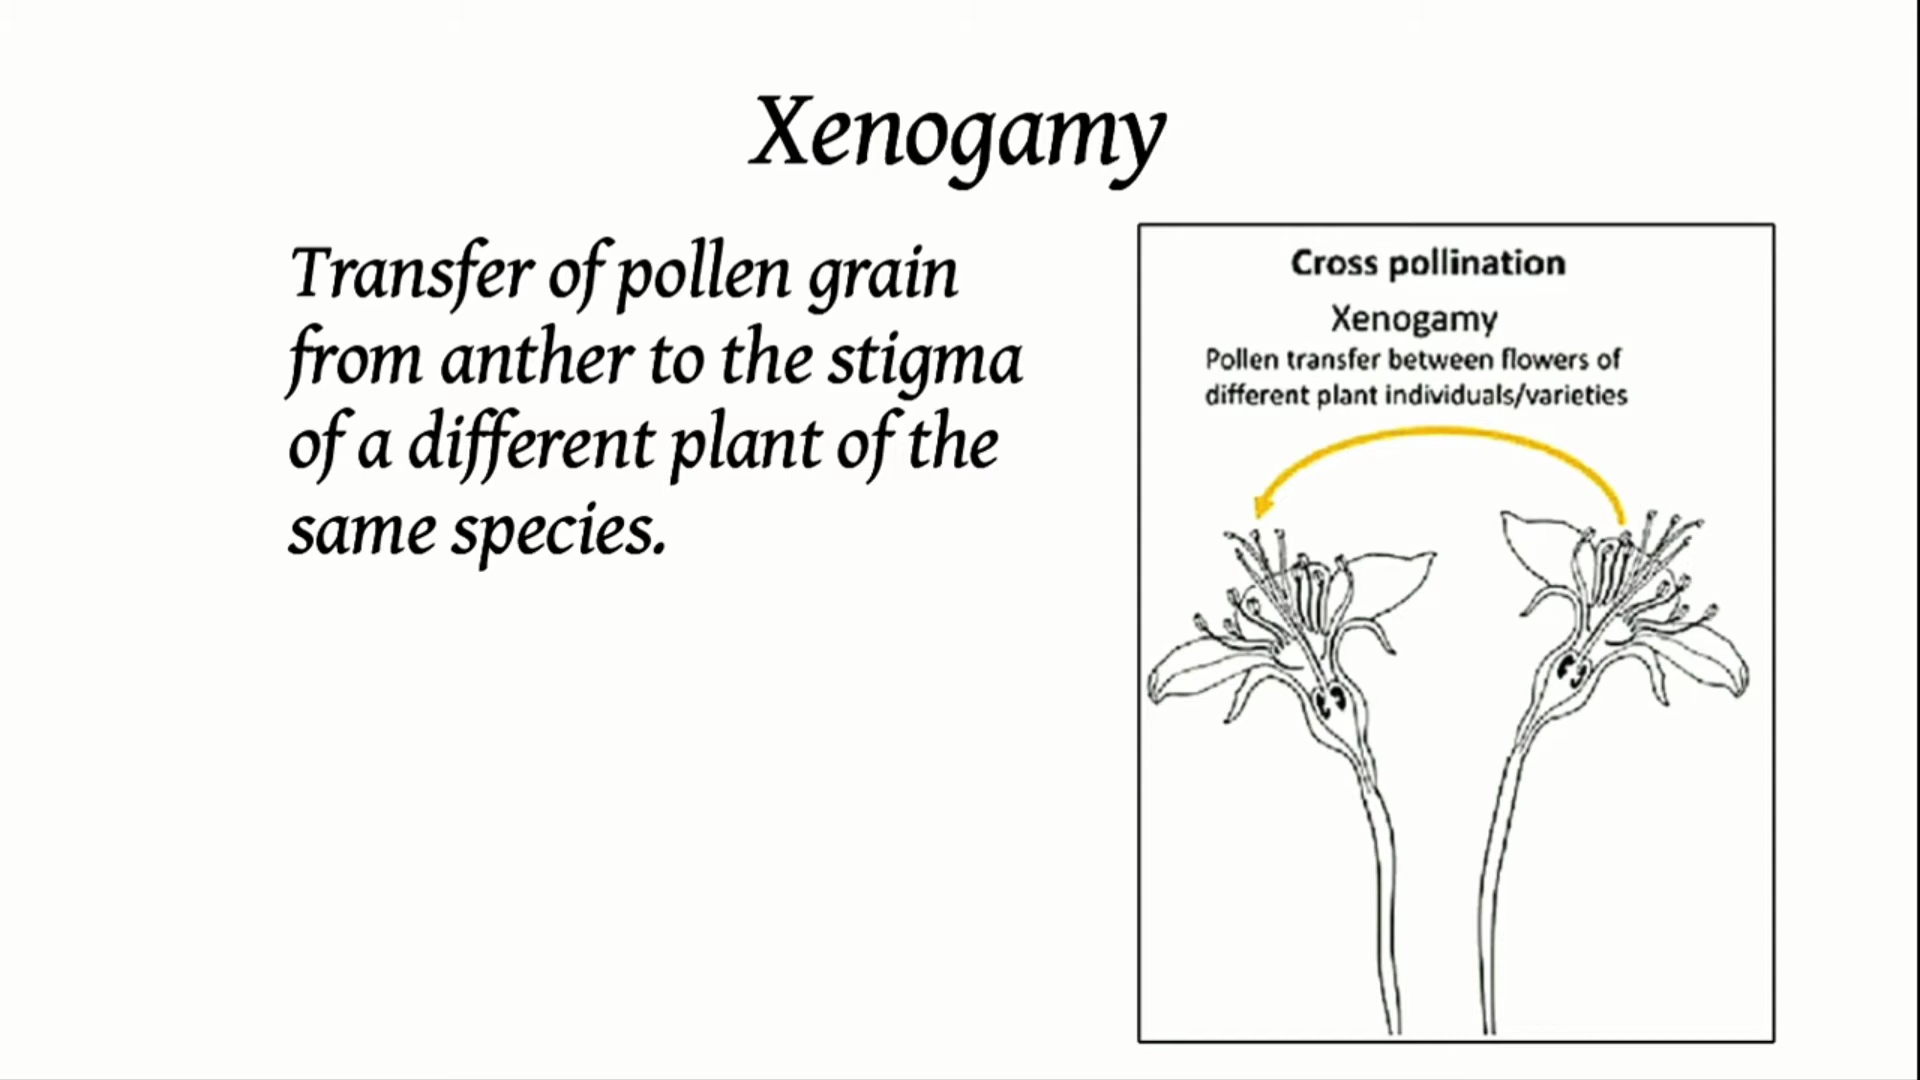 Xenogamy
Transfer of pollen grain
from anther to the stigma
of a different plant of the
same species.
Cross pollination
Xenogamy
Pollen transfer between flowers of
different plant individuals/varieties